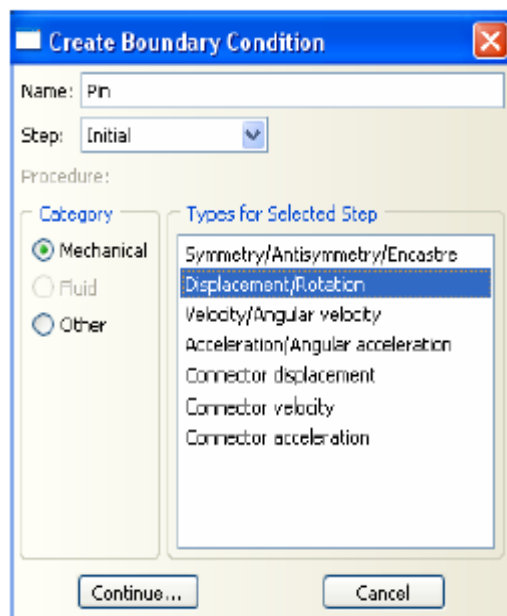 Create Boundary Condition
Name: Pin
Step: Initial
Procedure:
Category
Mechanical
Fluid
Other
Types for Selected Step
Symmetry/Antisymmetry/Encastre
Displacement/Rotation
Velocity/Angular velocity
Acceleration/Angular acceleration
Connector displacement
Connector velocity
Connector acceleration
Continue...
Cancel